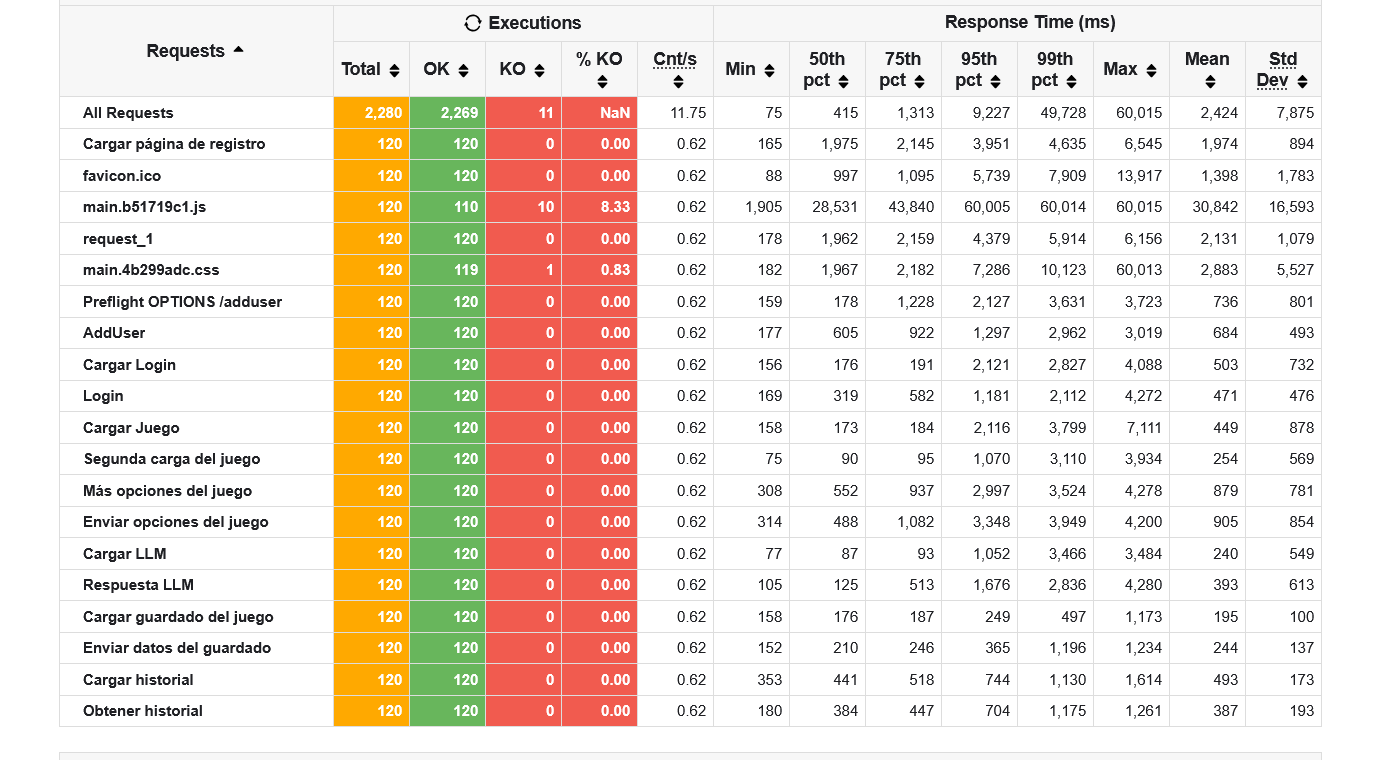 Requests Executions Response Time (ms)
Total OK KO % KO Cnt/s Min 50th pct 75th pct 95th pct 99th pct Max Mean Std Dev
All Requests 2,280 2,269 11 NaN 11.75 75 415 1,313 9,227 49,728 60,015 2,424 7,875
Cargar página de registro 120 120 0 0.00 0.62 165 1,975 2,145 3,951 4,635 6,545 1,974 894
favicon.ico 120 120 0 0.00 0.62 88 997 1,095 5,739 7,909 13,917 1,398 1,783
main.b51719c1.js 120 110 10 8.33 0.62 1,905 28,531 43,840 60,005 60,014 60,015 30,842 16,593
request_1 120 120 0 0.00 0.62 178 1,962 2,159 4,379 5,914 6,156 2,131 1,079
main.4b299adc.css 120 119 1 0.83 0.62 182 1,967 2,182 7,286 10,123 60,013 2,883 5,527
Preflight OPTIONS /adduser 120 120 0 0.00 0.62 159 178 1,228 2,127 3,631 3,723 736 801
AddUser 120 120 0 0.00 0.62 177 605 922 1,297 2,962 3,019 684 493
Cargar Login 120 120 0 0.00 0.62 156 176 191 2,121 2,827 4,088 503 732
Login 120 120 0 0.00 0.62 169 319 582 1,181 2,112 4,272 471 476
Cargar Juego 120 120 0 0.00 0.62 158 173 184 2,116 3,799 7,111 449 878
Segunda carga del juego 120 120 0 0.00 0.62 75 90 95 1,070 3,110 3,934 254 569
Más opciones del juego 120 120 0 0.00 0.62 308 552 937 2,997 3,524 4,278 879 781
Enviar opciones del juego 120 120 0 0.00 0.62 314 488 1,082 3,348 3,949 4,200 905 854
Cargar LLM 120 120 0 0.00 0.62 77 87 93 1,052 3,466 3,484 240 549
Respuesta LLM 120 120 0 0.00 0.62 105 125 513 1,676 2,836 4,280 393 613
Cargar guardado del juego 120 120 0 0.00 0.62 158 176 187 249 497 1,173 195 100
Enviar datos del guardado 120 120 0 0.00 0.62 152 210 246 365 1,196 1,234 244 137
Cargar historial 120 120 0 0.00 0.62 353 441 518 744 1,130 1,614 493 173
Obtener historial 120 120 0 0.00 0.62 180 384 447 704 1,175 1,261 387 193